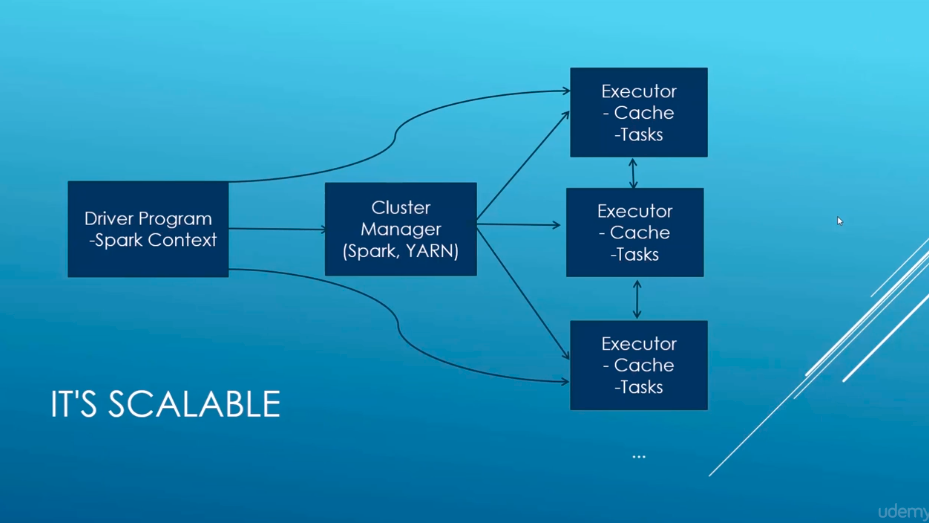 Executor
- Cache
-Tasks
Driver Program
-Spark Context
Cluster
Manager
(Spark, YARN)
Executor
- Cache
-Tasks
Executor
- Cache
-Tasks
IT'S SCALABLE
...
udemy